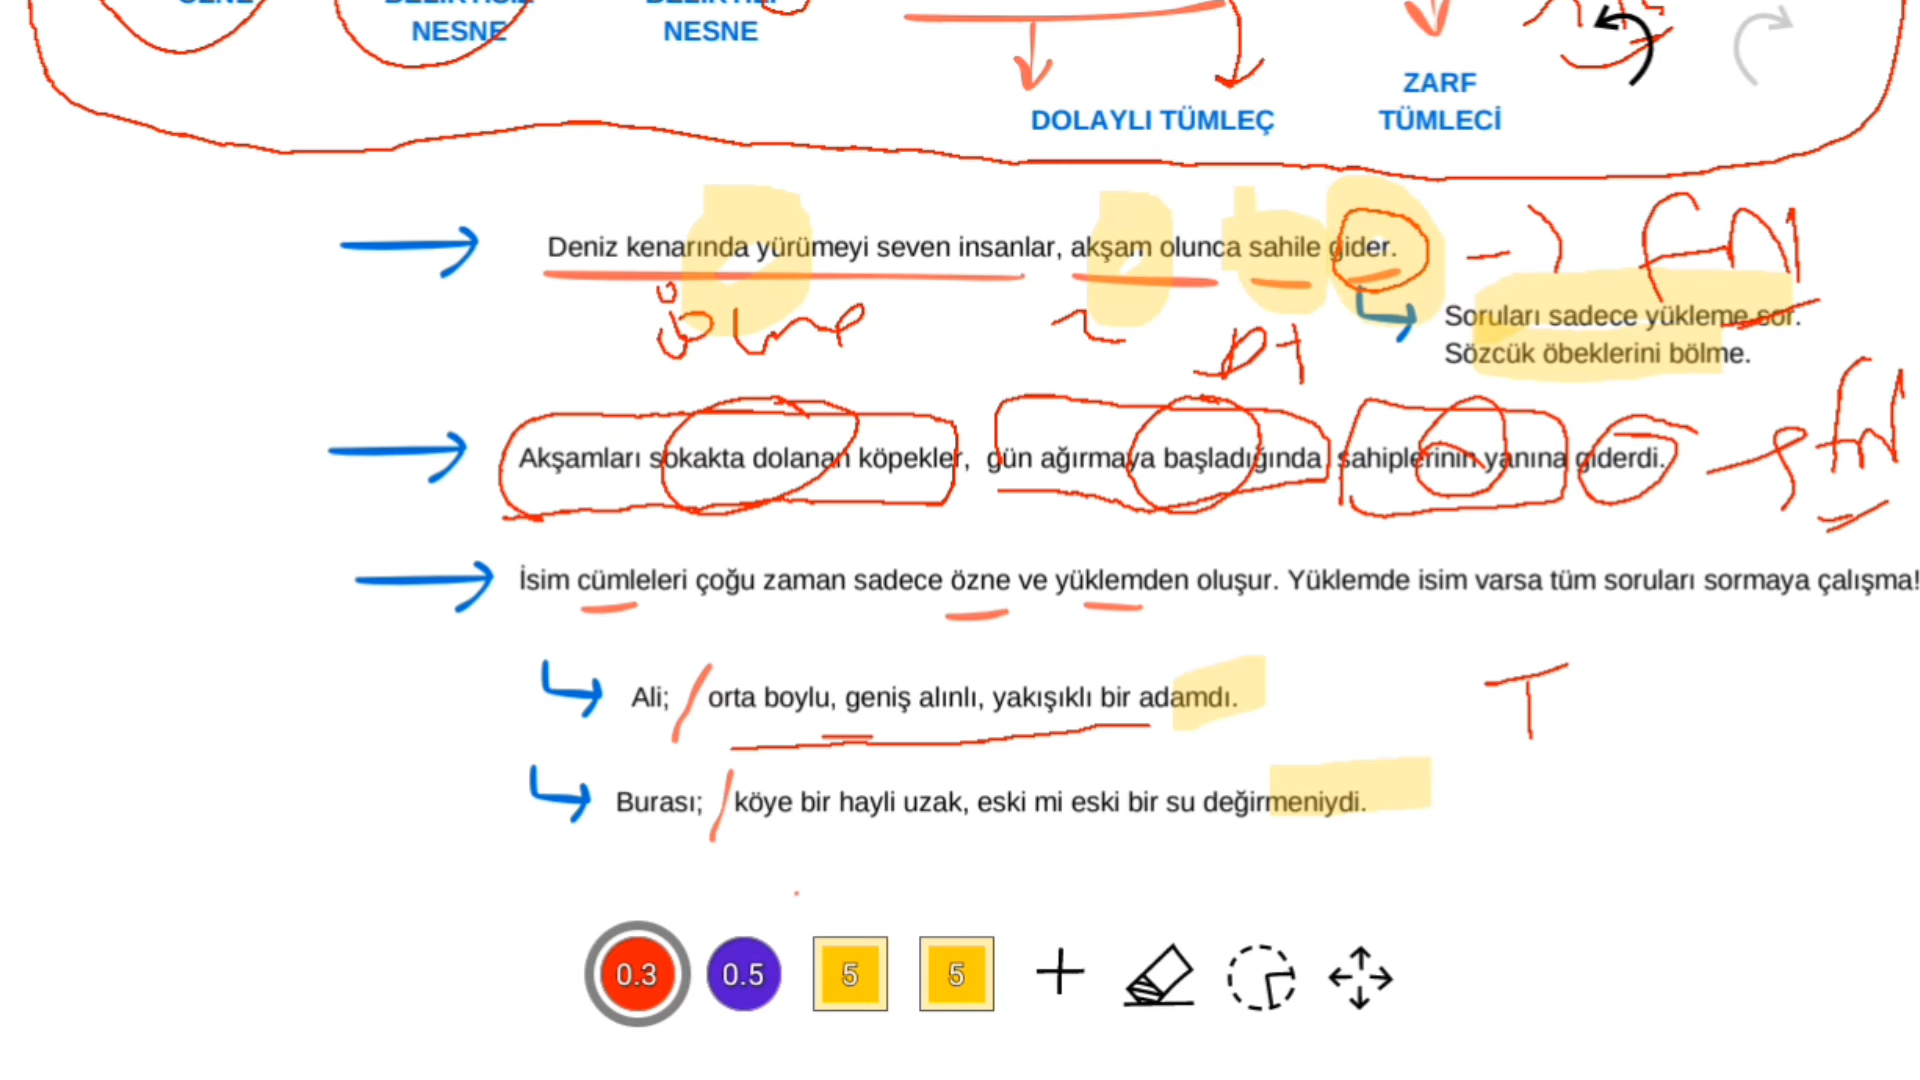 NESNE
NESNE
ZARF
TÜMLECİ
DOLAYLI TÜMLEÇ
Deniz kenarında yürümeyi seven insanlar, akşam olunca sahile gider.
Soruları sadece yükleme sor.
Sözcük öbeklerini bölme.
özne
z
DT
Akşamları sokakta dolanan köpekler, gün ağırmaya başladığında sahiplerinin yanına giderdi.
İsim cümleleri çoğu zaman sadece özne ve yüklemden oluşur. Yüklemde isim varsa tüm soruları sormaya çalışma!
Ali; orta boylu, geniş alınlı, yakışıklı bir adamdı.
T
Burası; köye bir hayli uzak, eski mi eski bir su değirmeniydi.
0.3 0.5 5 5